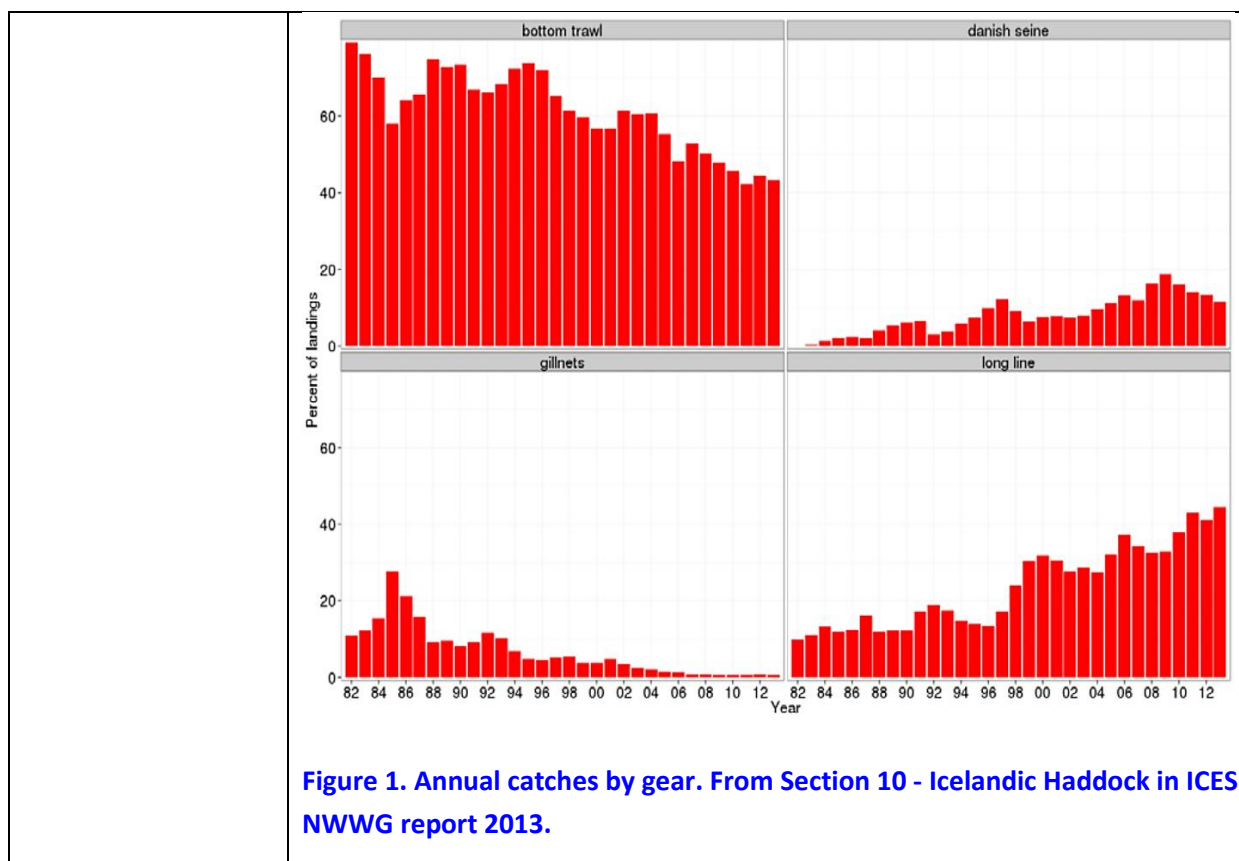 bottom trawl
danish seine
60
40
20
0
Percent of landings
gillnets
long line
60
40
20
0
82 84 86 88 90 92 94 96 98 00 02 04 06 08 10 12
82 84 86 88 90 92 94 96 98 00 02 04 06 08 10 12
Year
Figure 1. Annual catches by gear. From Section 10 - Icelandic Haddock in ICES
NWWG report 2013.